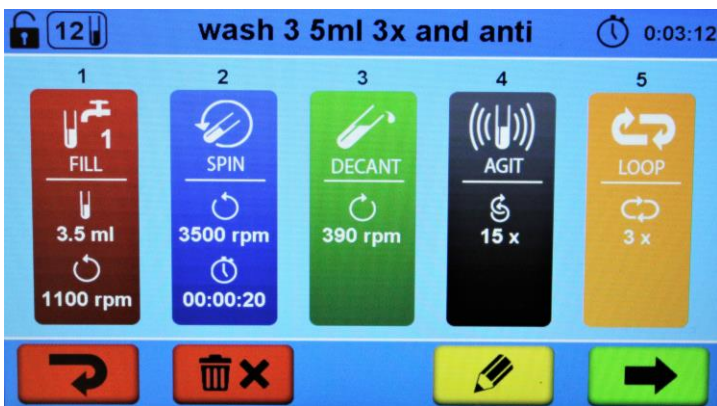 12 wash 3 5ml 3x and anti 0:03:12
1 2 3 4 5
1
FILL SPIN DECANT AGIT LOOP
3.5 ml 3500 rpm 390 rpm 15 x 3 x
1100 rpm 00:00:20